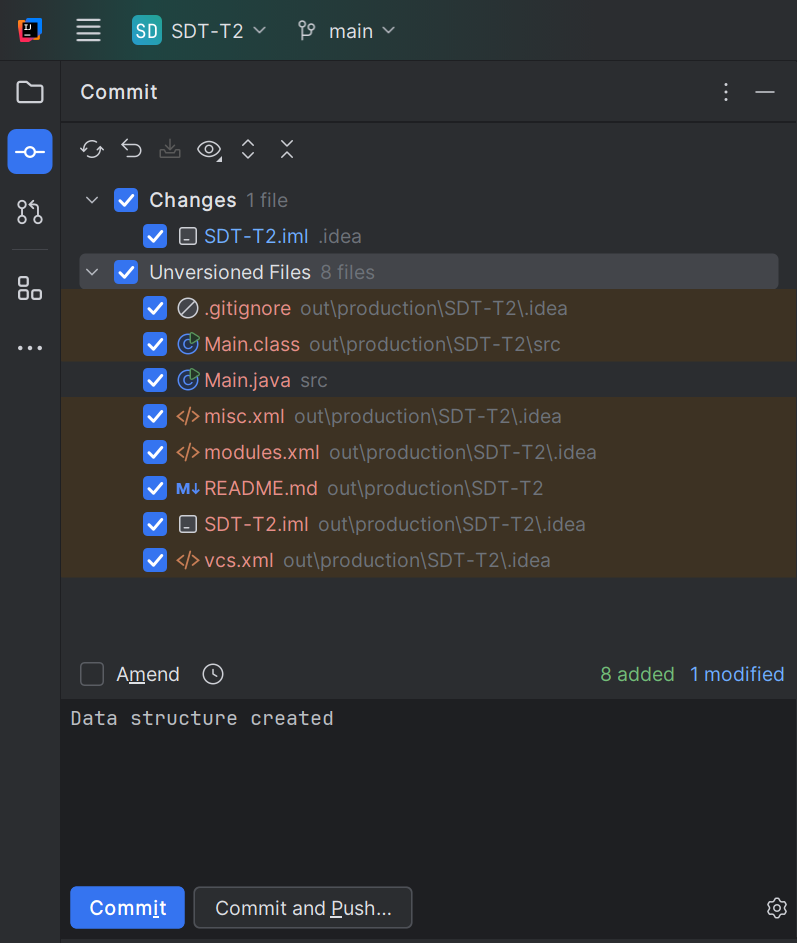 IJ SD SDT-T2 main
Commit
Changes 1 file
SDT-T2.iml .idea
Unversioned Files 8 files
.gitignore out\production\SDT-T2\.idea
C Main.class out\production\SDT-T2\src
C Main.java src
</> misc.xml out\production\SDT-T2\.idea
</> modules.xml out\production\SDT-T2\.idea
M↓ README.md out\production\SDT-T2
SDT-T2.iml out\production\SDT-T2\.idea
</> vcs.xml out\production\SDT-T2\.idea
Amend 8 added 1 modified
Data structure created
Commit Commit and Push...